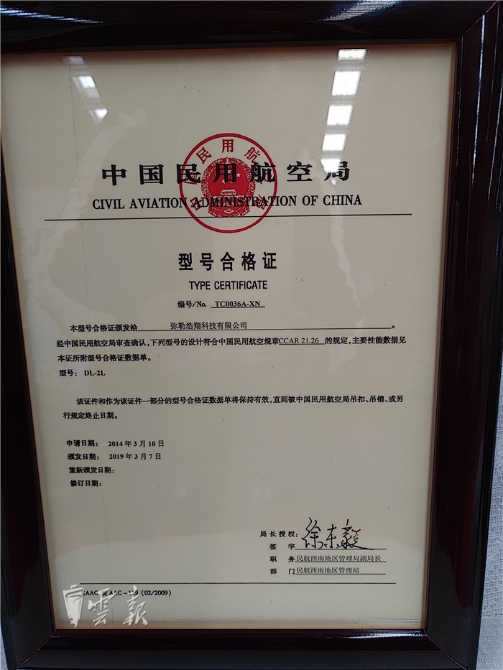 中国民用航空局
CIVIL AVIATION ADMINISTRATION OF CHINA
型号合格证
TYPE CERTIFICATE
编号/No. TC0036A-XN
本型号合格证颁发给 弥勒浩翔科技有限公司 。
经中国民用航空局审查确认,下列型号的设计符合中国民用航空规章CCAR 21.26 的规定,主要性能数据见
本证所附型号合格证数据单。
型号: DL-2L
该证件和作为该证件一部分的型号合格证数据单将保持有效,直到被中国民用航空局吊扣、吊销、或另
行规定终止日期。
申请日期: 2014 年 3 月 10 日
颁发日期: 2019 年 3 月 7 日
重新颁发日期:
修订日期:
局长授权:
签 字 徐东毅
职 务 民航西南地区管理局副局长
部 门 民航西南地区管理局
(02/2009)
雲报